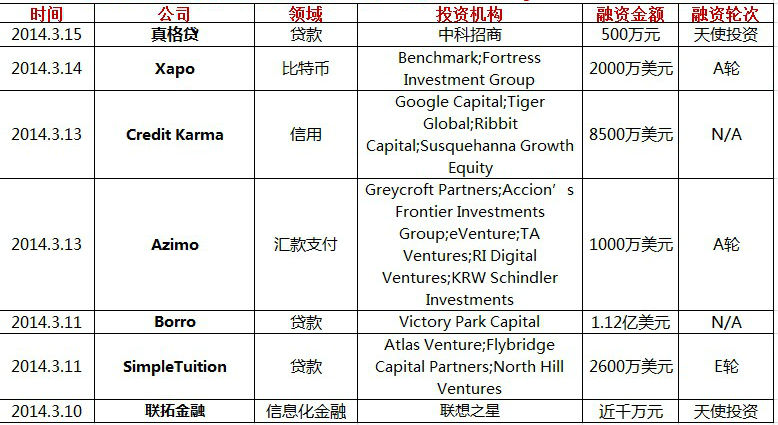 时间 公司 领域 投资机构 融资金额 融资轮次
2014.3.15 真格贷 贷款 中科招商 500万元 天使投资
2014.3.14 Xapo 比特币 Benchmark;Fortress Investment Group 2000万美元 A轮
2014.3.13 Credit Karma 信用 Google Capital;Tiger Global;Ribbit Capital;Susquehanna Growth Equity 8500万美元 N/A
2014.3.13 Azimo 汇款支付 Greycroft Partners;Accion’s Frontier Investments Group;eVenture;TA Ventures;RI Digital Ventures;KRW Schindler Investments 1000万美元 A轮
2014.3.11 Borro 贷款 Victory Park Capital 1.12亿美元 N/A
2014.3.11 SimpleTuition 贷款 Atlas Venture;Flybridge Capital Partners;North Hill Ventures 2600万美元 E轮
2014.3.10 联拓金融 信息化金融 联想之星 近千万元 天使投资